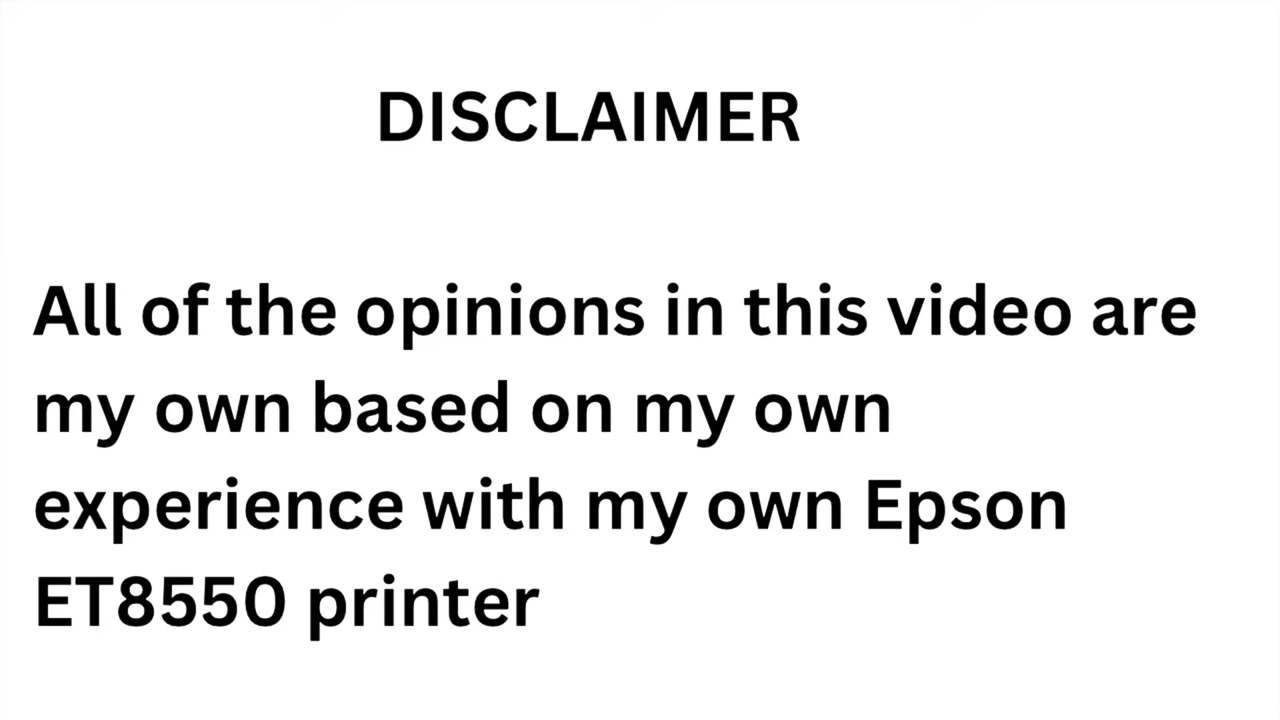 DISCLAIMER
All of the opinions in this video are
my own based on my own
experience with my own Epson
ET8550 printer